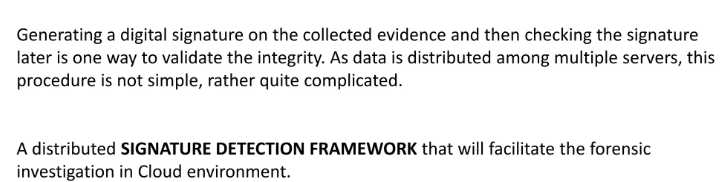 Generating a digital signature on the collected evidence and then checking the signature
later is one way to validate the integrity. As data is distributed among multiple servers, this
procedure is not simple, rather quite complicated.
A distributed SIGNATURE DETECTION FRAMEWORK that will facilitate the forensic
investigation in Cloud environment.